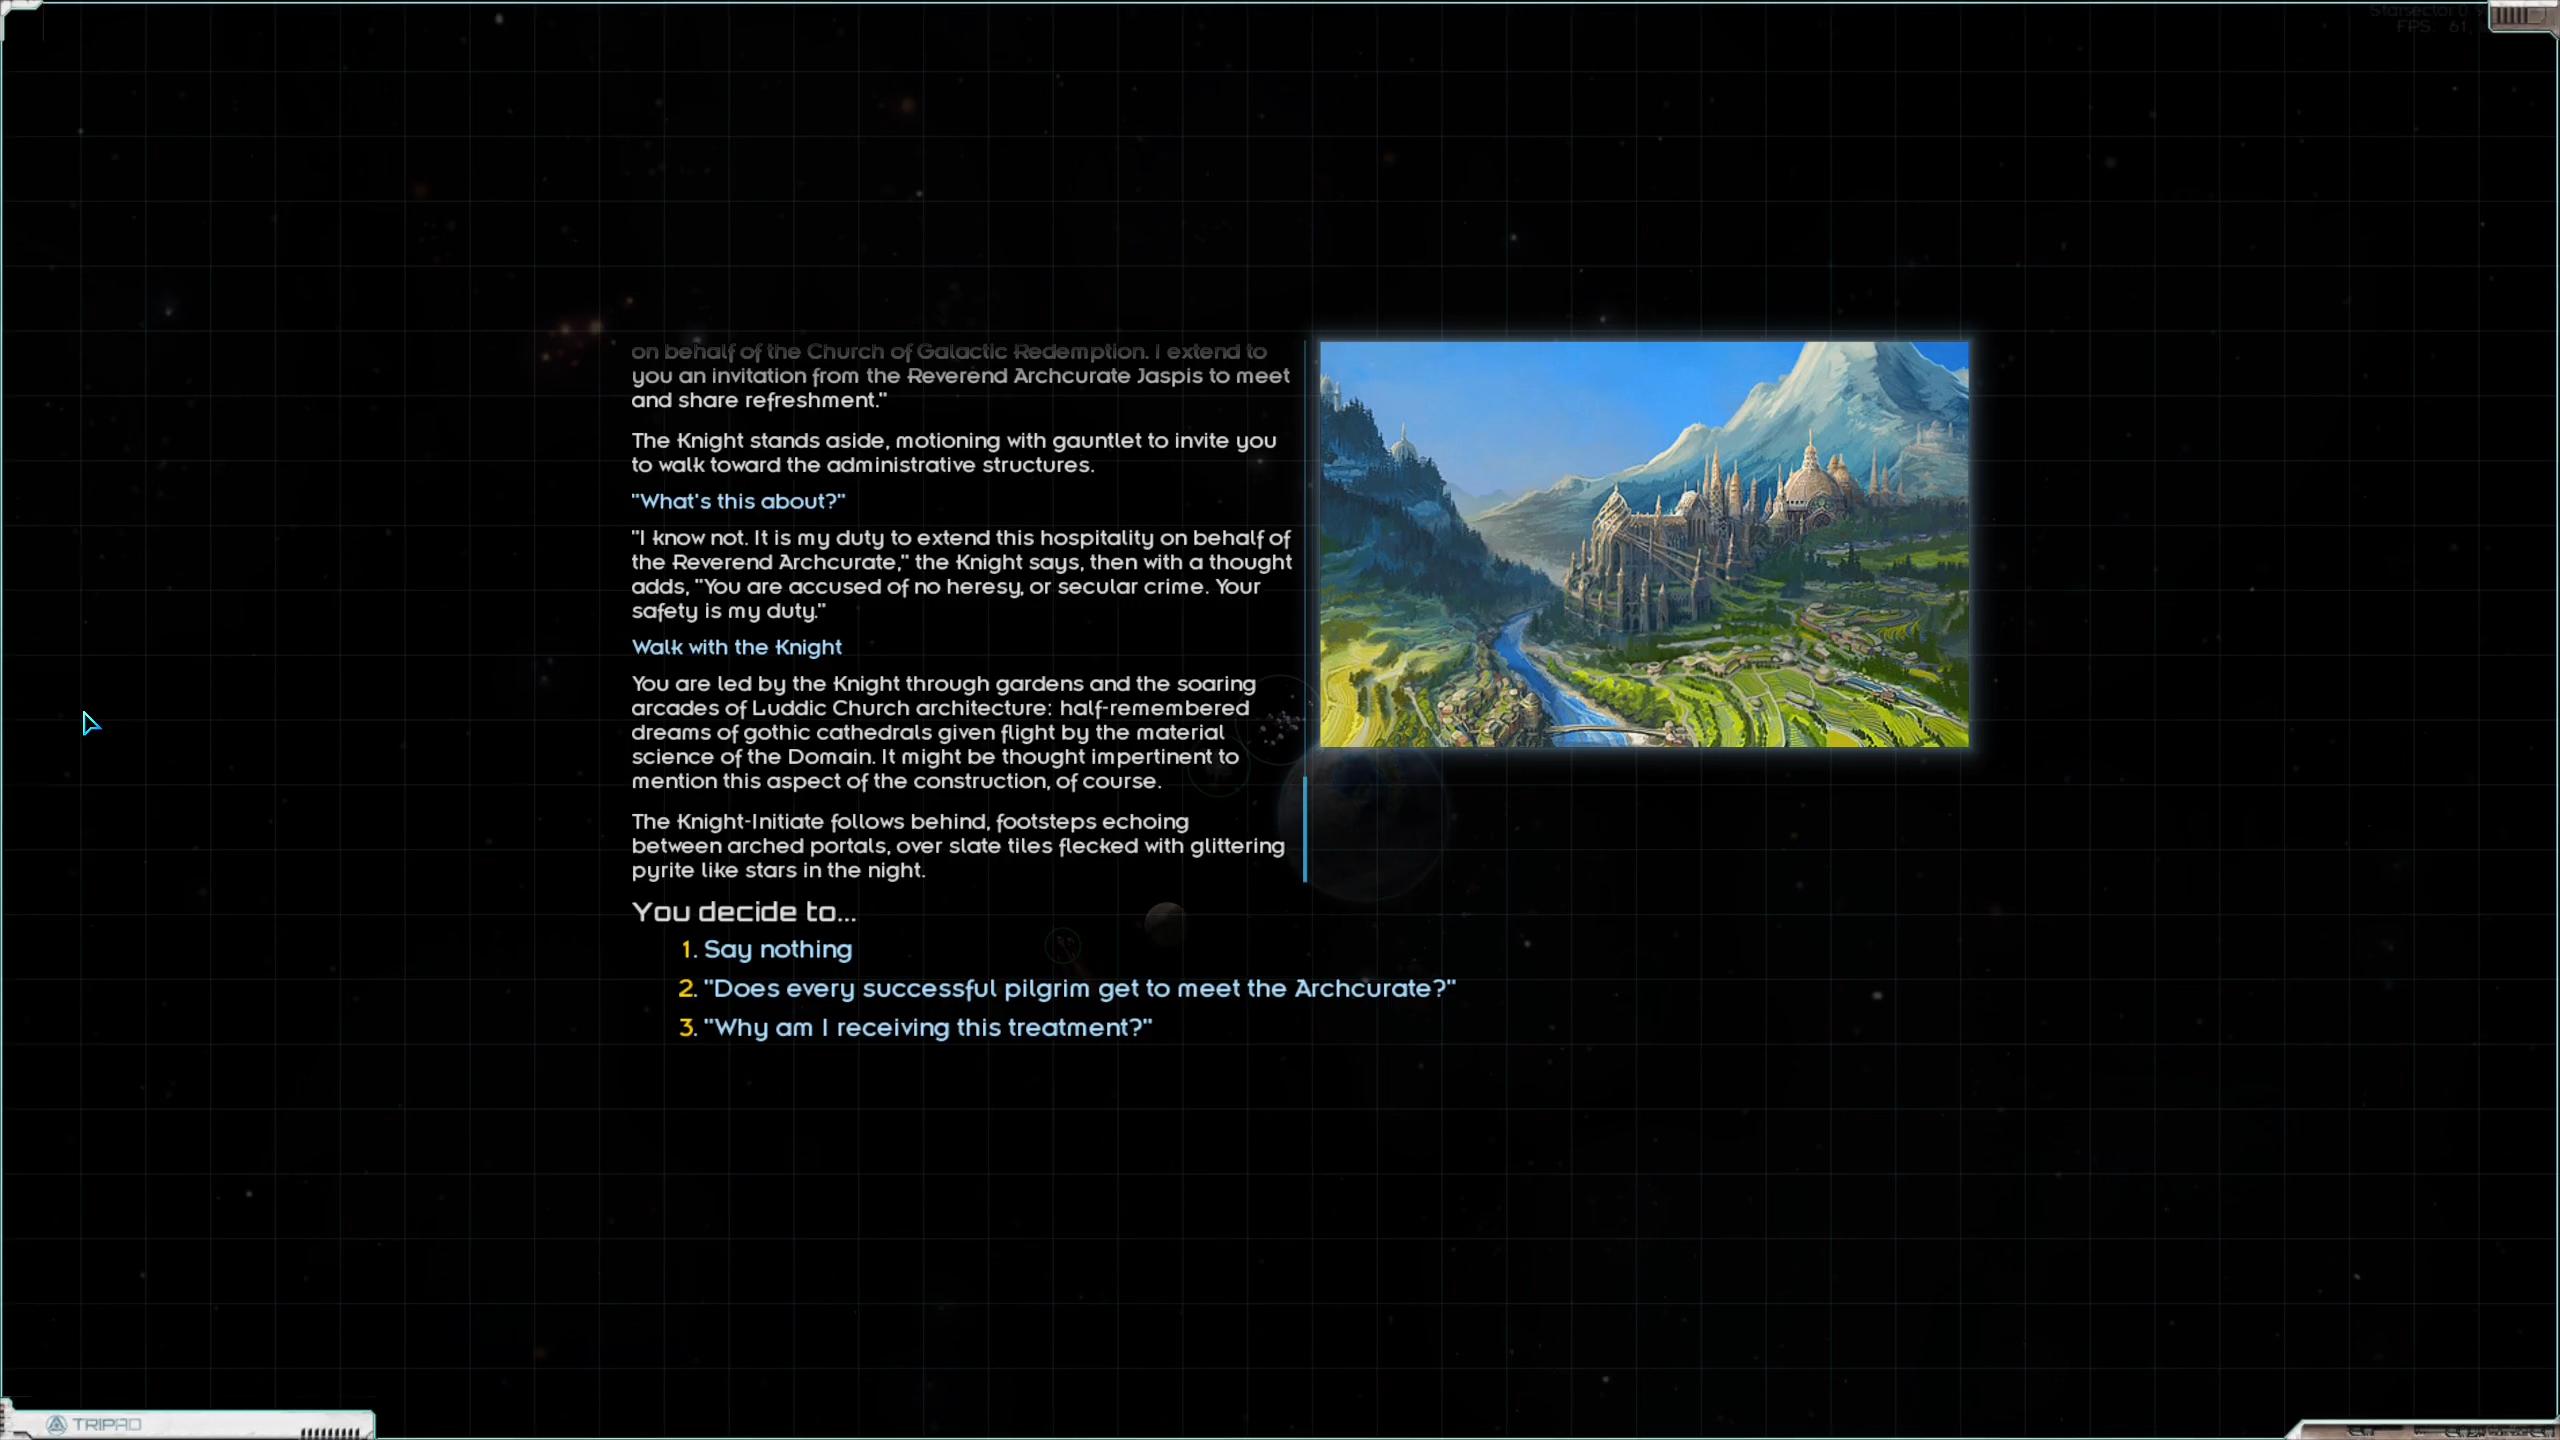 Starsector 0.9
FPS: 61,
on behalf of the Church of Galactic Redemption. I extend to
you an invitation from the Reverend Archcurate Jaspis to meet
and share refreshment."
The Knight stands aside, motioning with gauntlet to invite you
to walk toward the administrative structures.
"What's this about?"
"I know not. It is my duty to extend this hospitality on behalf of
the Reverend Archcurate," the Knight says, then with a thought
adds, "You are accused of no heresy, or secular crime. Your
safety is my duty."
Walk with the Knight
You are led by the Knight through gardens and the soaring
arcades of Luddic Church architecture: half-remembered
dreams of gothic cathedrals given flight by the material
science of the Domain. It might be thought impertinent to
mention this aspect of the construction, of course.
The Knight-Initiate follows behind, footsteps echoing
between arched portals, over slate tiles flecked with glittering
pyrite like stars in the night.
You decide to...
1. Say nothing
2. "Does every successful pilgrim get to meet the Archcurate?"
3. "Why am I receiving this treatment?"
TRIPAD